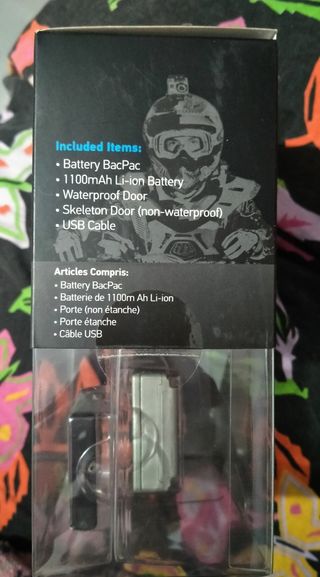 Included Items:
• Battery BacPac
• 1100mAh Li-ion Battery
• Waterproof Door
• Skeleton Door (non-waterproof)
• USB Cable
Articles Compris:
• Battery BacPac
• Batterie de 1100m Ah Li-ion
• Porte (non étanche)
• Porte étanche
• Câble USB